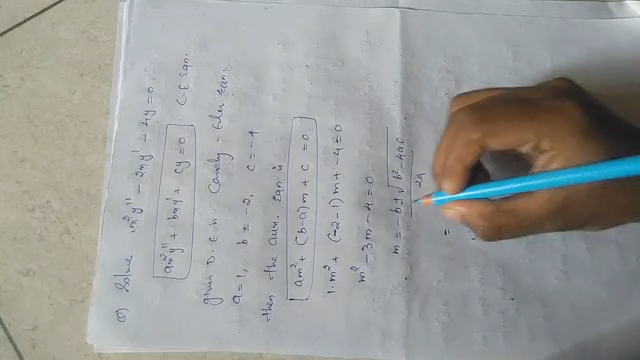 Q) Solve x²y" - 2xy' - 4y = 0.
ax²y" + bxy' + cy = 0 C-E Eqn.
given D.E is Cauchy - Euler Eqn,
a = 1, b = -2, c = -4
then the aux. Eqn is
am² + (b-a)m + c = 0
1·m² + (-2-1)m + -4 = 0
m² - 3m - 4 = 0.
m = -b ± √b² - 4ac
2a
=